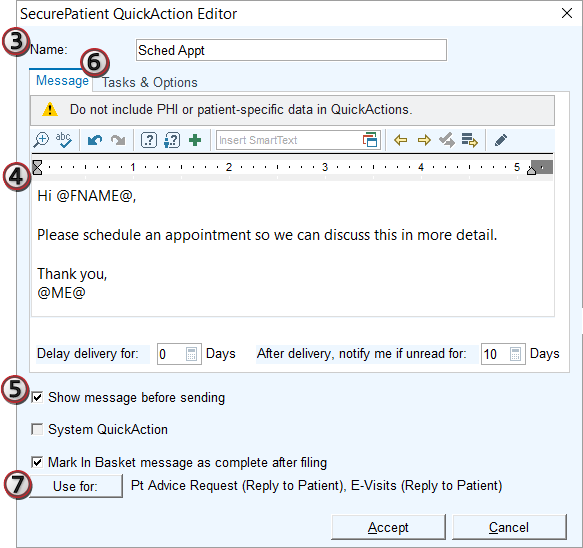 SecurePatient QuickAction Editor
3 Name: Sched Appt
6
Message Tasks & Options
Do not include PHI or patient-specific data in QuickActions.
abc ? ? Insert SmartText
4 1 2 3 4 5
Hi @FNAME@,
Please schedule an appointment so we can discuss this in more detail.
Thank you,
@ME@
Delay delivery for: 0 Days After delivery, notify me if unread for: 10 Days
5 Show message before sending
System QuickAction
Mark In Basket message as complete after filing
7 Use for: Pt Advice Request (Reply to Patient), E-Visits (Reply to Patient)
Accept Cancel